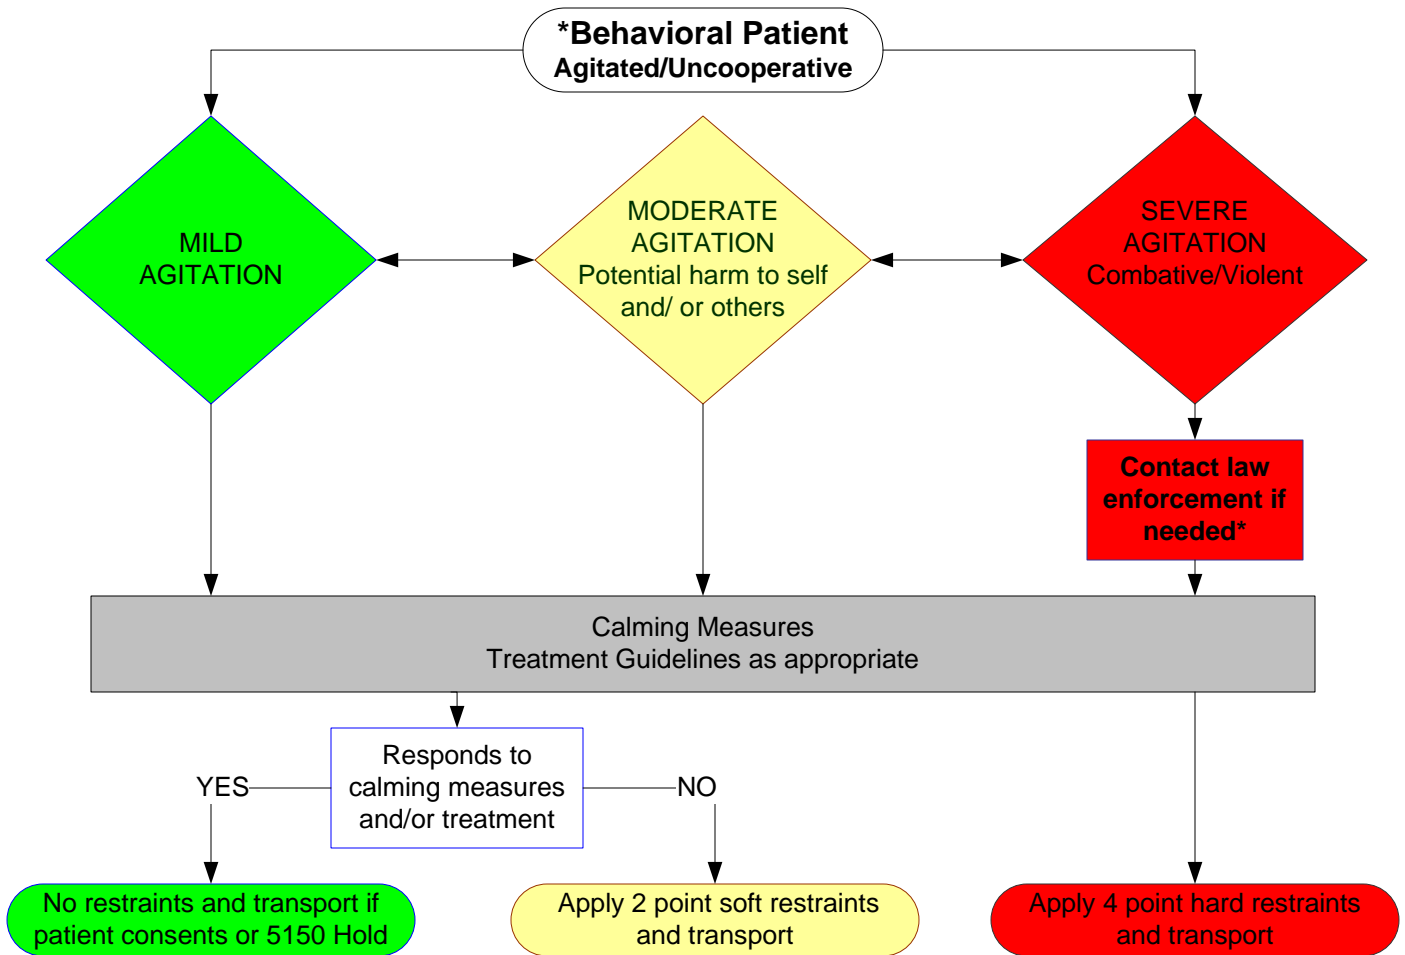 *Behavioral Patient
Agitated/Uncooperative
MILD
AGITATION
MODERATE
AGITATION
Potential harm to self
and/ or others
SEVERE
AGITATION
Combative/Violent
Contact law
enforcement if
needed*
Calming Measures
Treatment Guidelines as appropriate
Responds to
calming measures
and/or treatment
YES
NO
No restraints and transport if
patient consents or 5150 Hold
Apply 2 point soft restraints
and transport
Apply 4 point hard restraints
and transport